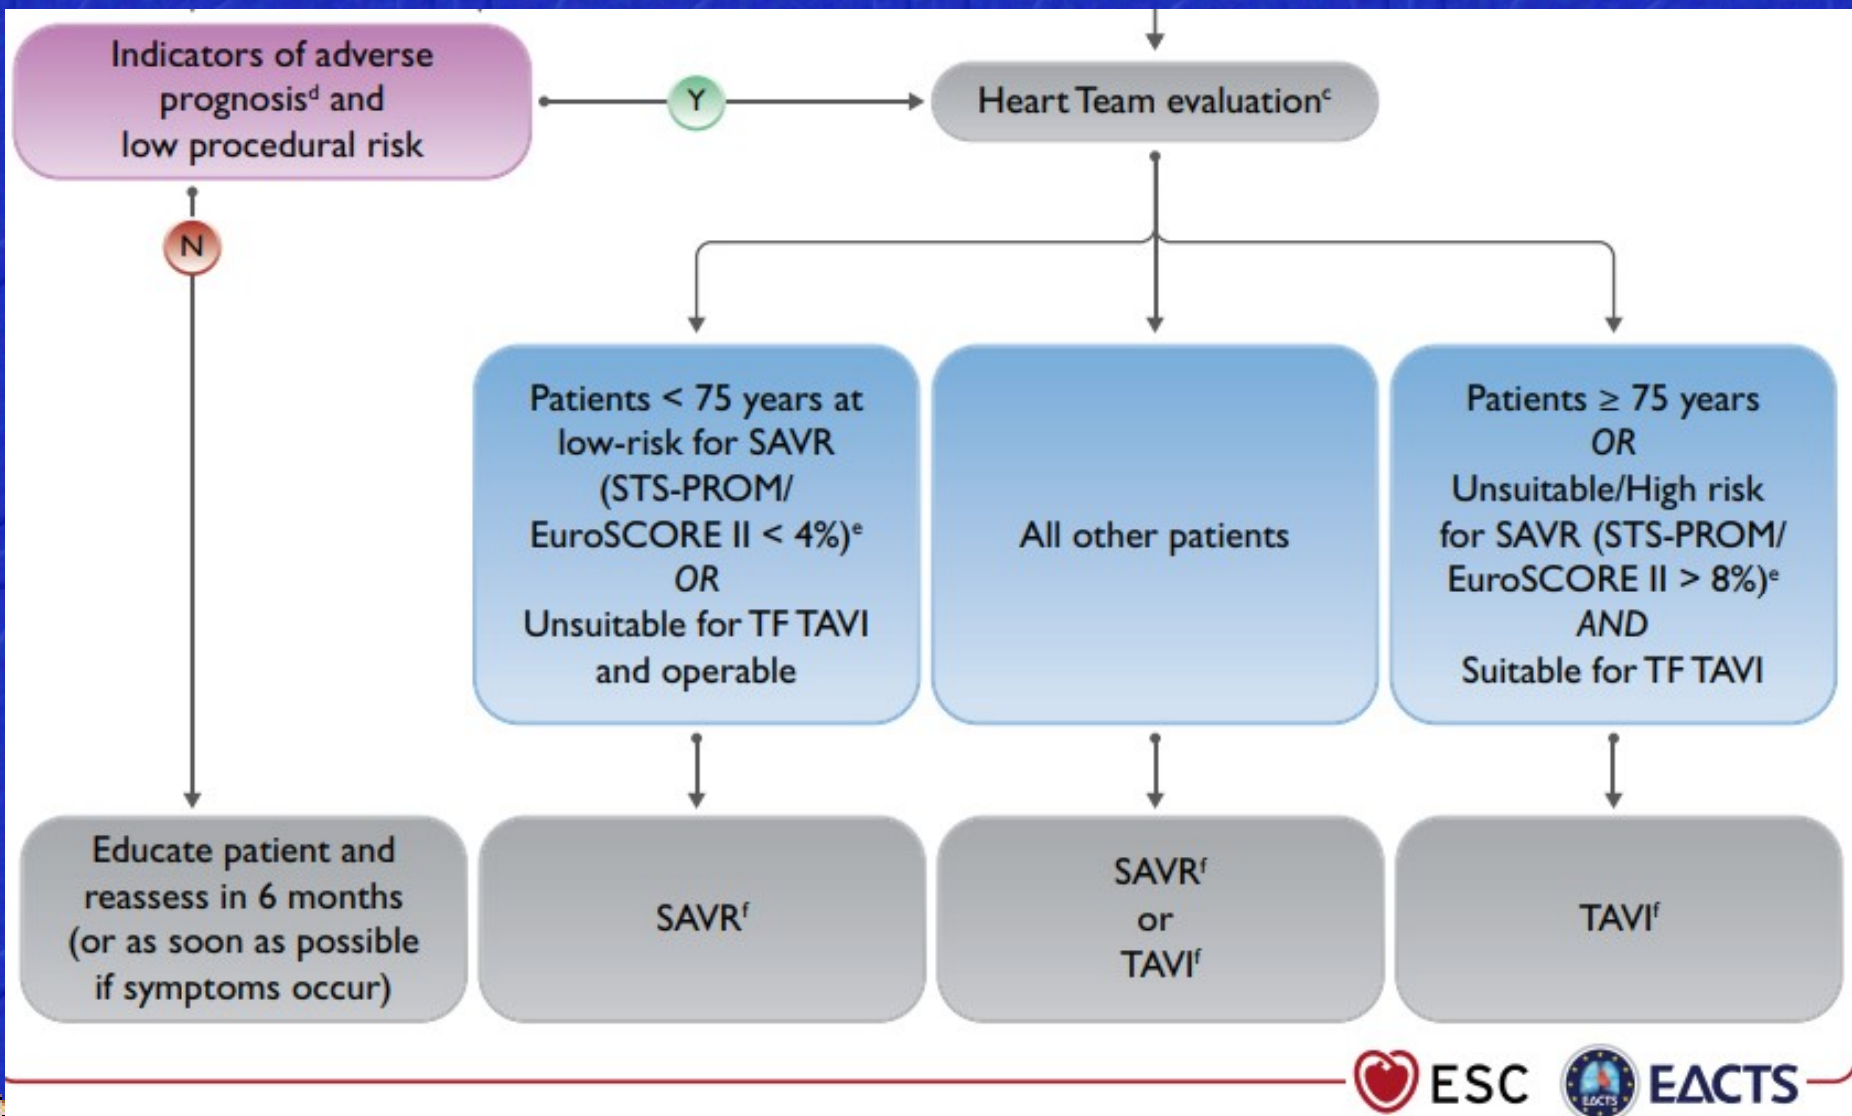 Indicators of adverse
prognosisᵈ and
low procedural risk
Y
Heart Team evaluationᶜ
N
Patients < 75 years at
low-risk for SAVR
(STS-PROM/
EuroSCORE II < 4%)ᵉ
OR
Unsuitable for TF TAVI
and operable
All other patients
Patients ≥ 75 years
OR
Unsuitable/High risk
for SAVR (STS-PROM/
EuroSCORE II > 8%)ᵉ
AND
Suitable for TF TAVI
Educate patient and
reassess in 6 months
(or as soon as possible
if symptoms occur)
SAVRᶠ
SAVRᶠ
or
TAVIᶠ
TAVIᶠ
ESC
EACTS
EΔCTS